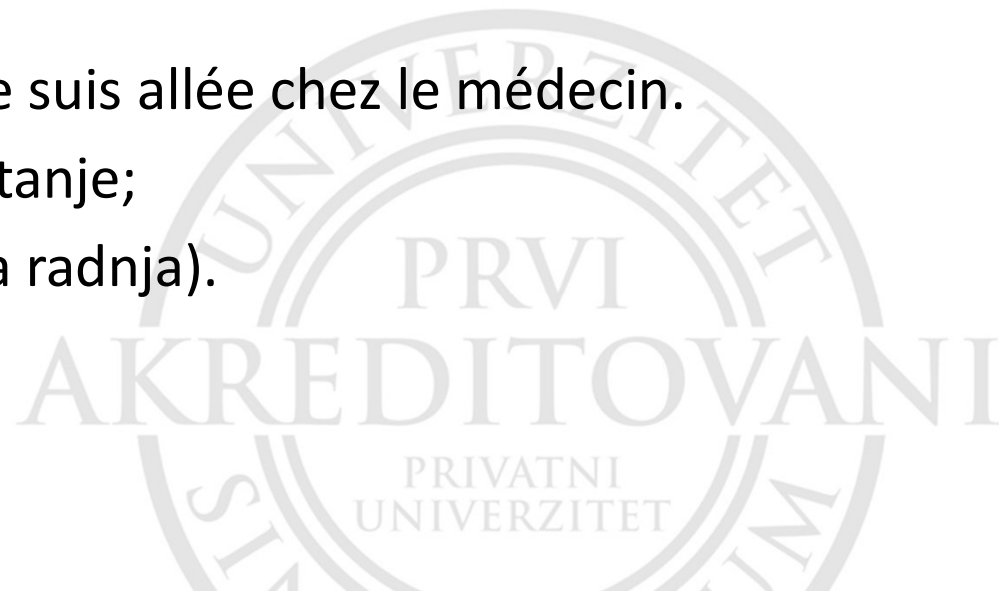 e suis allée chez le médecin.
tanje;
a radnja).
UNIVERZITET
PRVI
AKREDITOVANI
PRIVATNI
UNIVERZITET